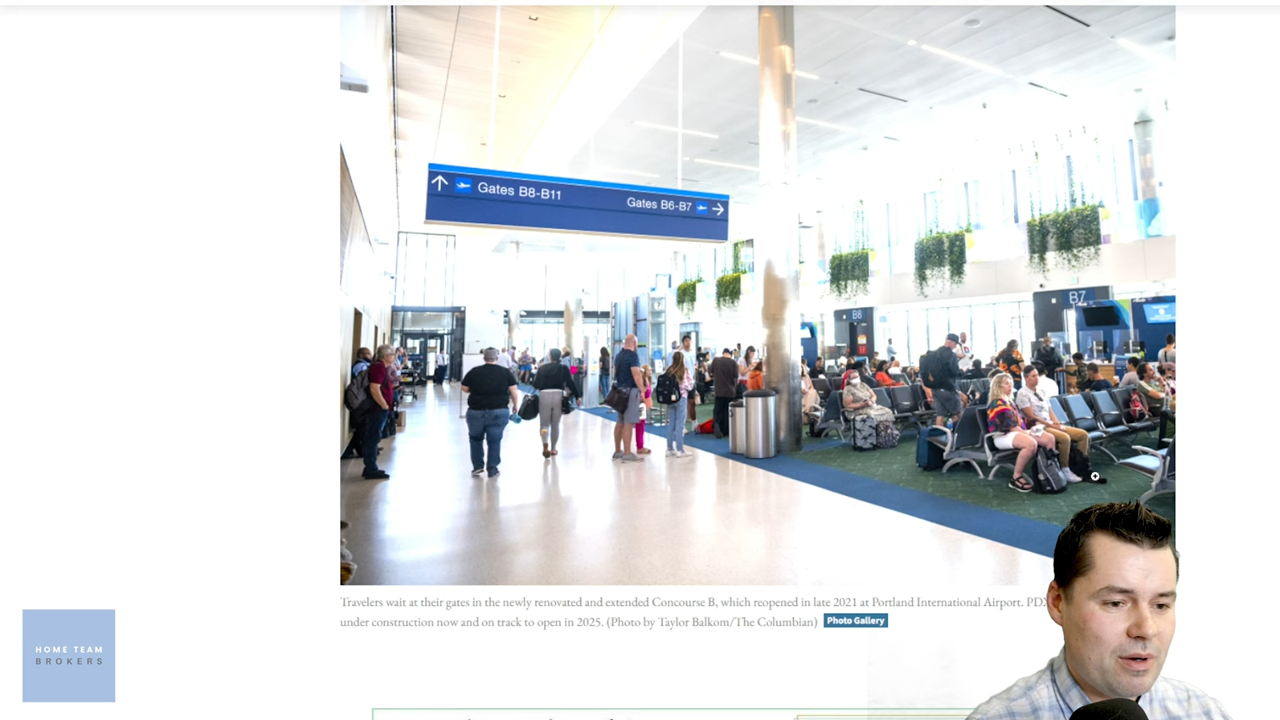 Gates B8-B11
Gates B6-B7
B7
B8
Travelers wait at their gates in the newly renovated and extended Concourse B, which reopened in late 2021 at Portland International Airport.
under construction now and on track to open in 2025. (Photo by Taylor Balkom/The Columbian) Photo Gallery
HOME TEAM
BROKERS